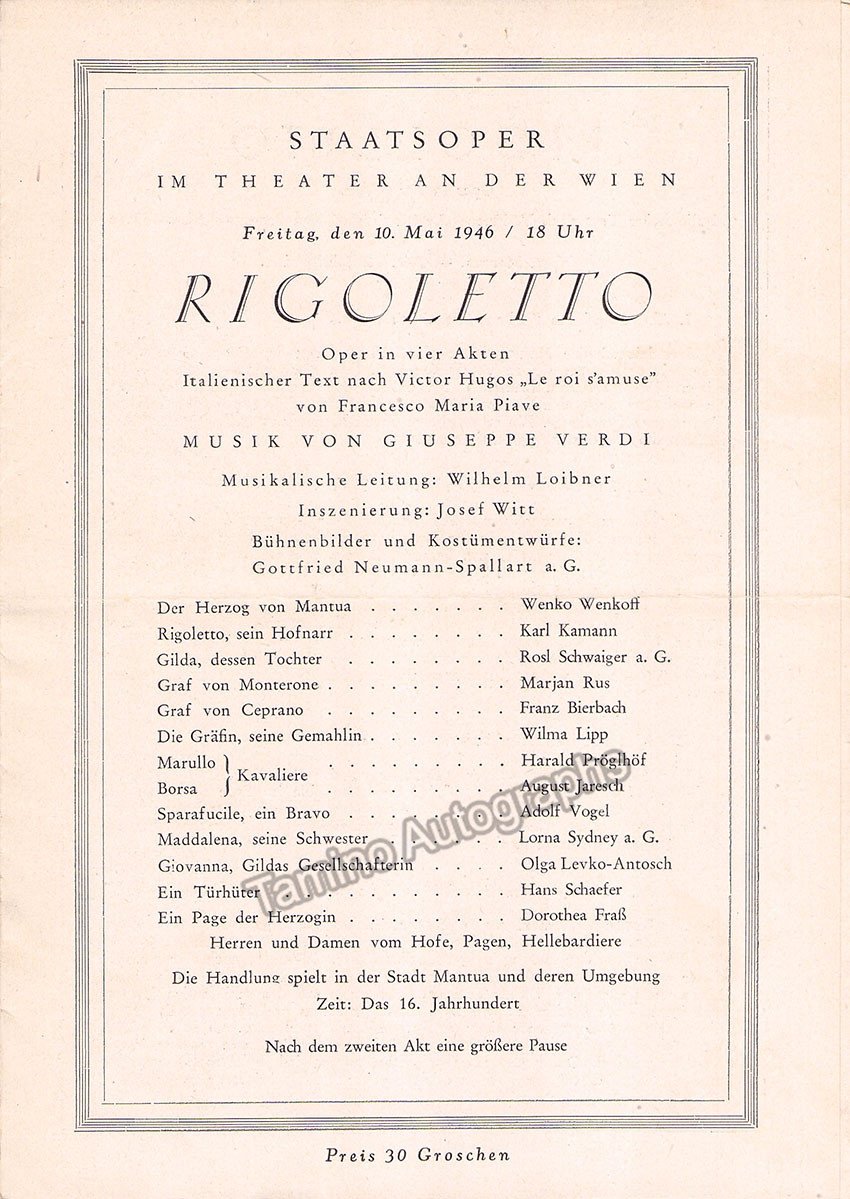 STAATSOPER
IM THEATER AN DER WIEN
Freitag, den 10. Mai 1946 / 18 Uhr
RIGOLETTO
Oper in vier Akten
Italienischer Text nach Victor Hugos „Le roi s'amuse”
von Francesco Maria Piave
MUSIK VON GIUSEPPE VERDI
Musikalische Leitung: Wilhelm Loibner
Inszenierung: Josef Witt
Bühnenbilder und Kostümentwürfe:
Gottfried Neumann-Spallart a. G.
Der Herzog von Mantua . . . . . . . Wenko Wenkoff
Rigoletto, sein Hofnarr . . . . . . . . Karl Kamann
Gilda, dessen Tochter . . . . . . . . Rosl Schwaiger a. G.
Graf von Monterone . . . . . . . . . Marjan Rus
Graf von Ceprano . . . . . . . . . Franz Bierbach
Die Gräfin, seine Gemahlin . . . . . . . Wilma Lipp
Marullo } Kavaliere . . . . . . . . . Harald Pröglhöf
Borsa . . . . . . . . . August Jaresch
Sparafucile, ein Bravo . . . . . . . . Adolf Vogel
Maddalena, seine Schwester . . . . . . Lorna Sydney a. G.
Giovanna, Gildas Gesellschafterin . . . . Olga Levko-Antosch
Ein Türhüter . . . . . . . . . . . Hans Schaefer
Ein Page der Herzogin . . . . . . . . Dorothea Fraß
Herren und Damen vom Hofe, Pagen, Hellebardiere
Die Handlung spielt in der Stadt Mantua und deren Umgebung
Zeit: Das 16. Jahrhundert
Nach dem zweiten Akt eine größere Pause
Preis 30 Groschen
Tamino Autographs